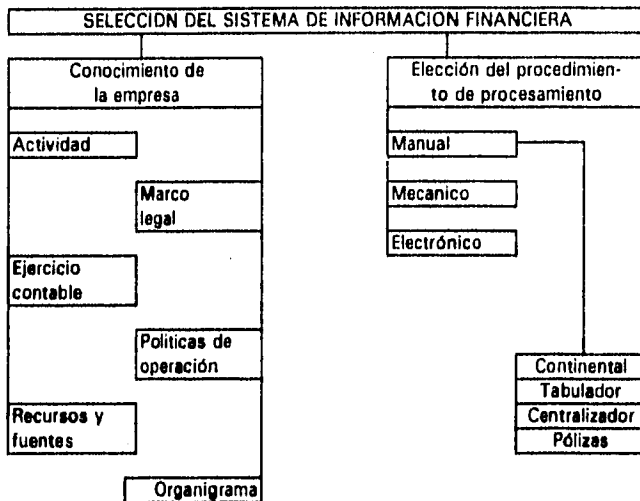 SELECCION DEL SISTEMA DE INFORMACION FINANCIERA
Conocimiento de
la empresa
Actividad
Marco
legal
Ejercicio
contable
Politicas de
operación
Recursos y
fuentes
Organigrama
Elección del procedimien-
to de procesamiento
Manual
Mecanico
Electrónico
Continental
Tabulador
Centralizador
Pólizas